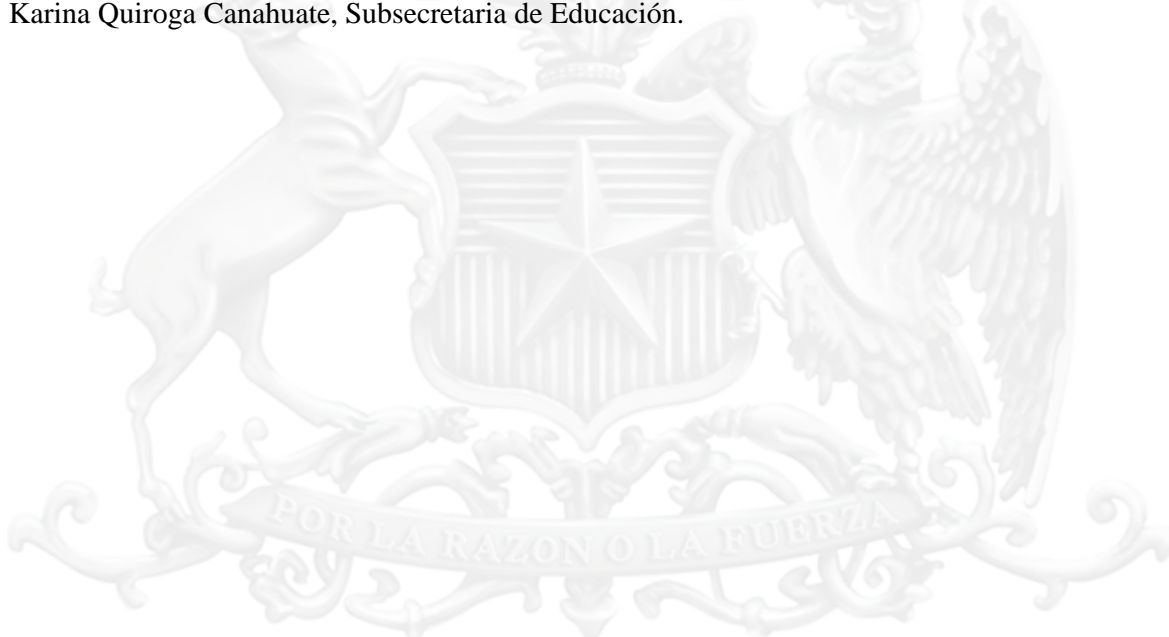 Karina Quiroga Canahuate, Subsecretaria de Educación.
POR LA RAZON O LA FUERZA